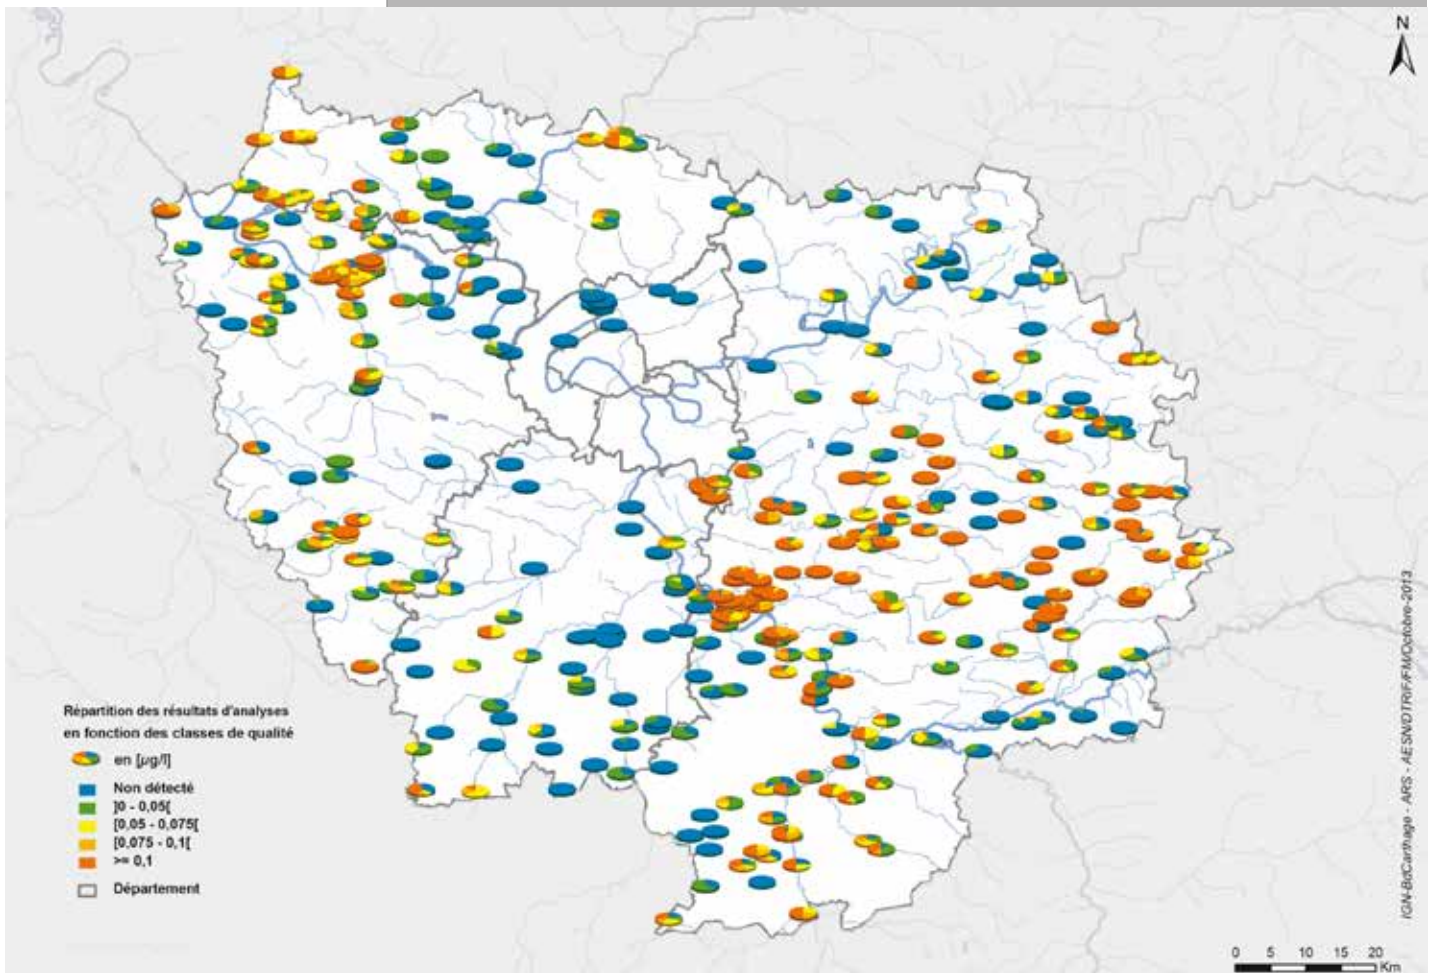 N
Répartition des résultats d'analyses
en fonction des classes de qualité
en [µg/l]
Non détecté
]0 - 0,05[
[0,05 - 0,075[
[0,075 - 0,1[
>= 0,1
Département
IGN-BdCarthage - ARS - AESN/DTRIF/FM/Octobre-2013
0 5 10 15 20
Km